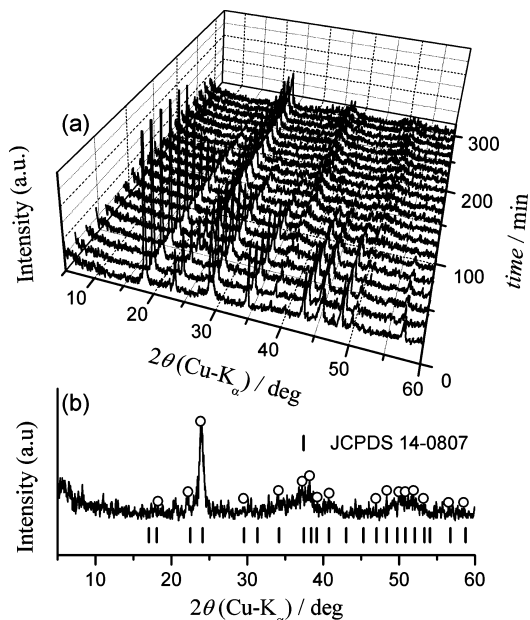 (a)
Intensity (a.u.)
10
20
30
40
50
60
2θ (Cu-Kα) / deg
0
100
200
300
time / min
(b)
Intensity (a.u)
JCPDS 14-0807
10
20
30
40
50
60
2θ (Cu-Kα) / deg